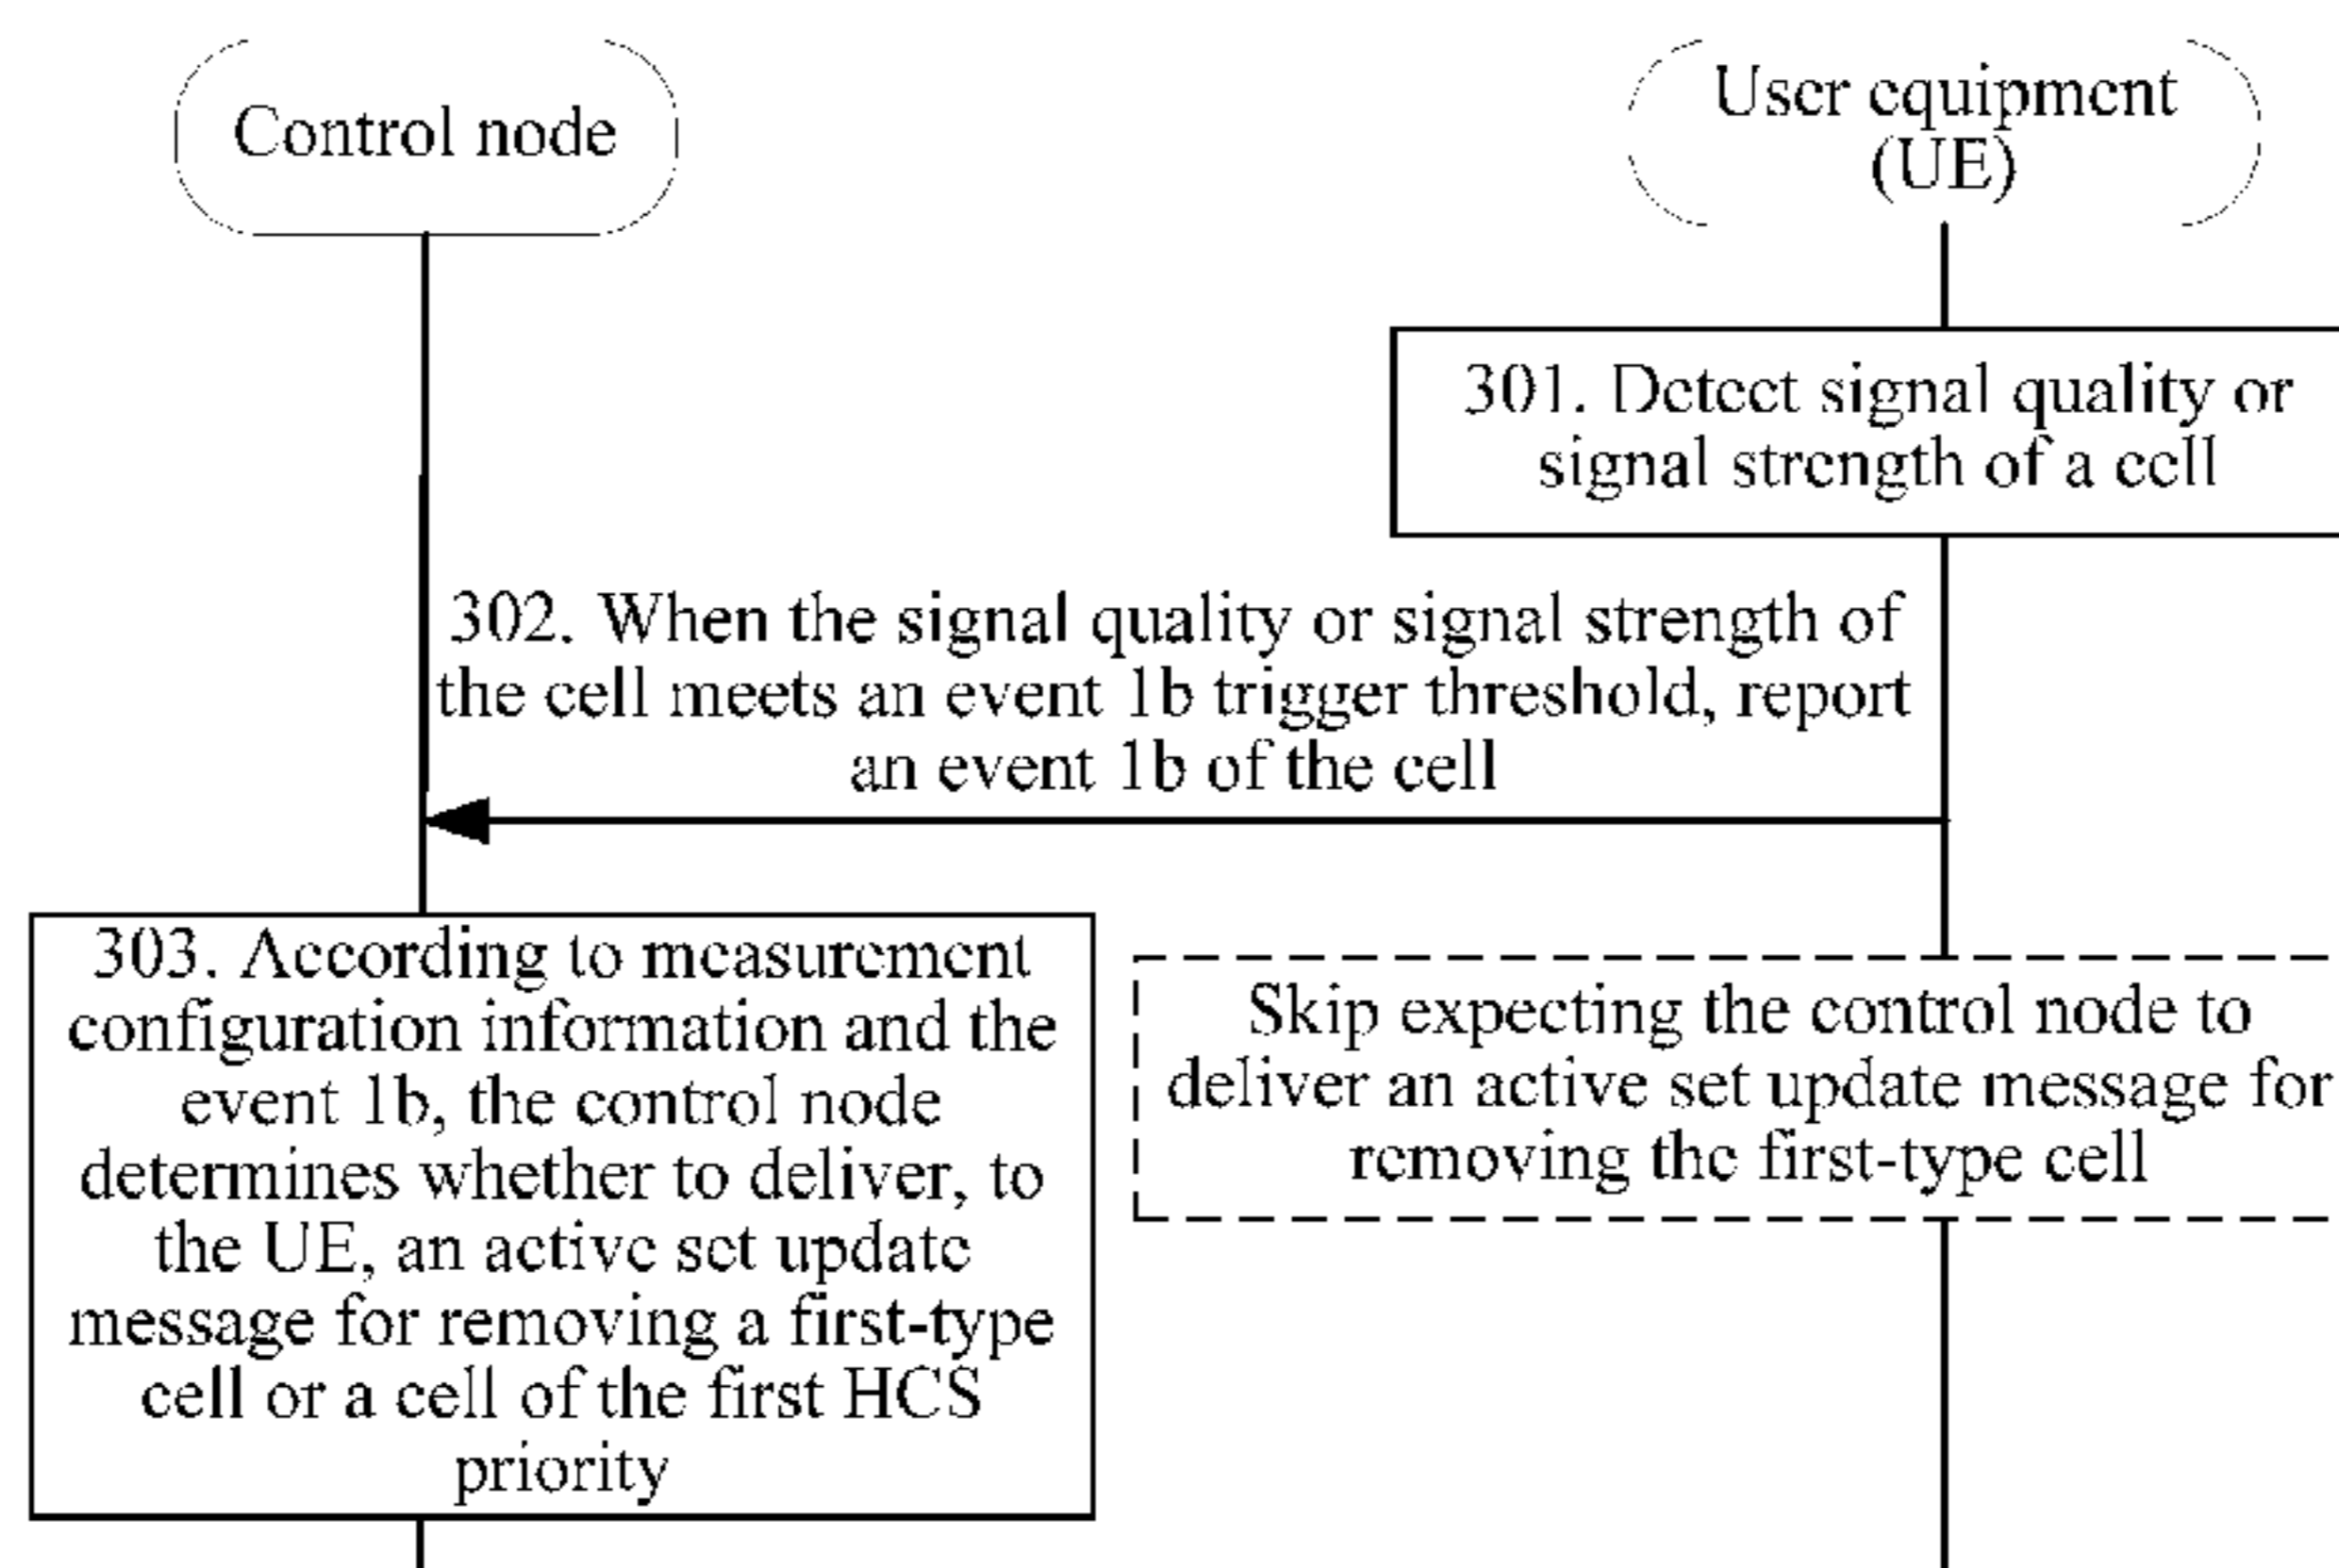 Control node
User equipment
(UE)
301. Detect signal quality or
signal strength of a cell
302. When the signal quality or signal strength of
the cell meets an event 1b trigger threshold, report
an event 1b of the cell
303. According to measurement
configuration information and the
event 1b, the control node
determines whether to deliver, to
the UE, an active set update
message for removing a first-type
cell or a cell of the first HCS
priority
Skip expecting the control node to
deliver an active set update message for
removing the first-type cell